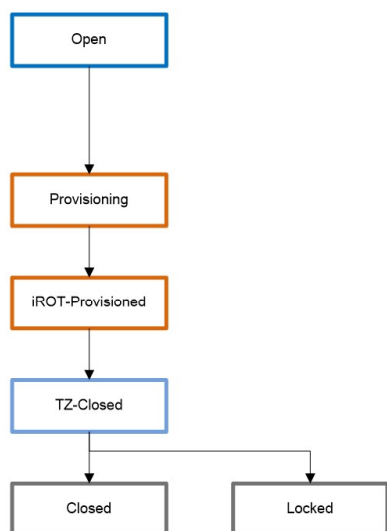 Open
Provisioning
iROT-Provisioned
TZ-Closed
Closed
Locked